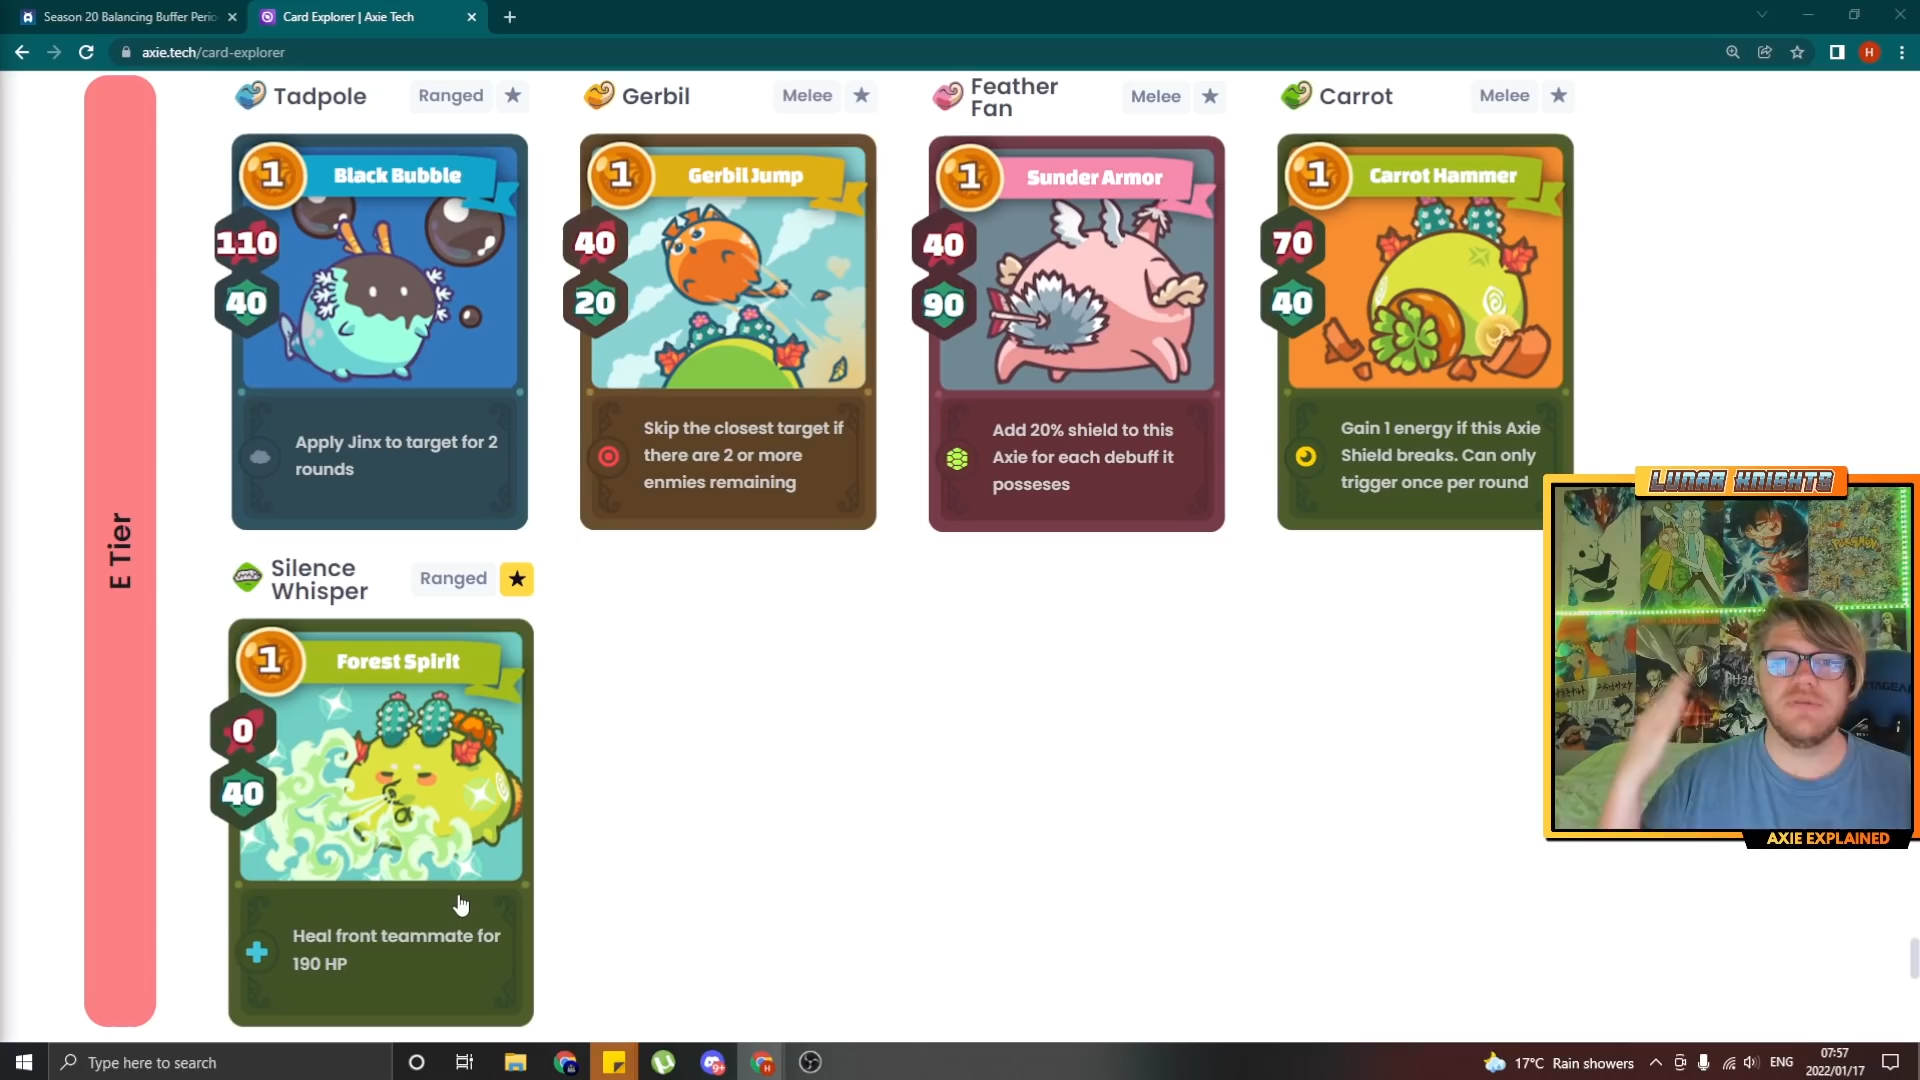 Season 20 Balancing Buffer Perio
Card Explorer | Axie Tech
axie.tech/card-explorer
H
E Tier
Tadpole
Ranged
Gerbil
Melee
Feather
Fan
Melee
Carrot
Melee
1
Black Bubble
110
40
Apply Jinx to target for 2
rounds
1
Gerbil Jump
40
20
Skip the closest target if
there are 2 or more
enmies remaining
1
Sunder Armor
40
90
Add 20% shield to this
Axie for each debuff it
posseses
1
Carrot Hammer
70
40
Gain 1 energy if this Axie
Shield breaks. Can only
trigger once per round
Silence
Whisper
Ranged
1
Forest Spirit
0
40
Heal front teammate for
190 HP
LUNAR KNIGHTS
POKÉMON
AXIE EXPLAINED
Type here to search
9+
17°C Rain showers
ENG
07:57
2022/01/17